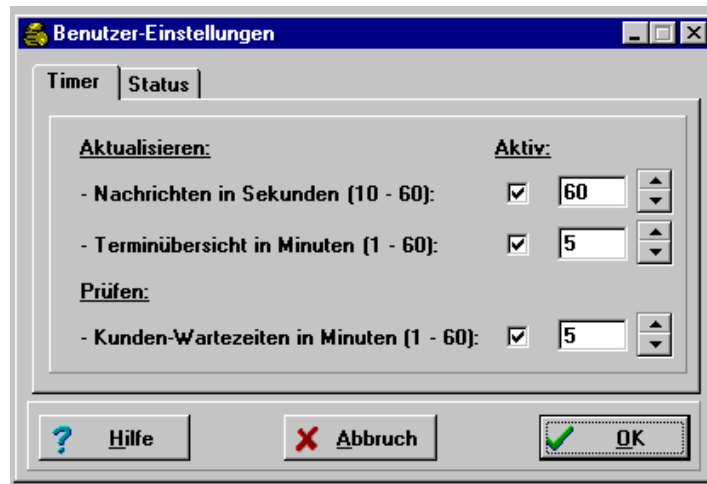 Benutzer-Einstellungen
Timer Status
Aktualisieren: Aktiv:
- Nachrichten in Sekunden (10 - 60): 60
- Terminübersicht in Minuten (1 - 60): 5
Prüfen:
- Kunden-Wartezeiten in Minuten (1 - 60): 5
? Hilfe Abbruch OK